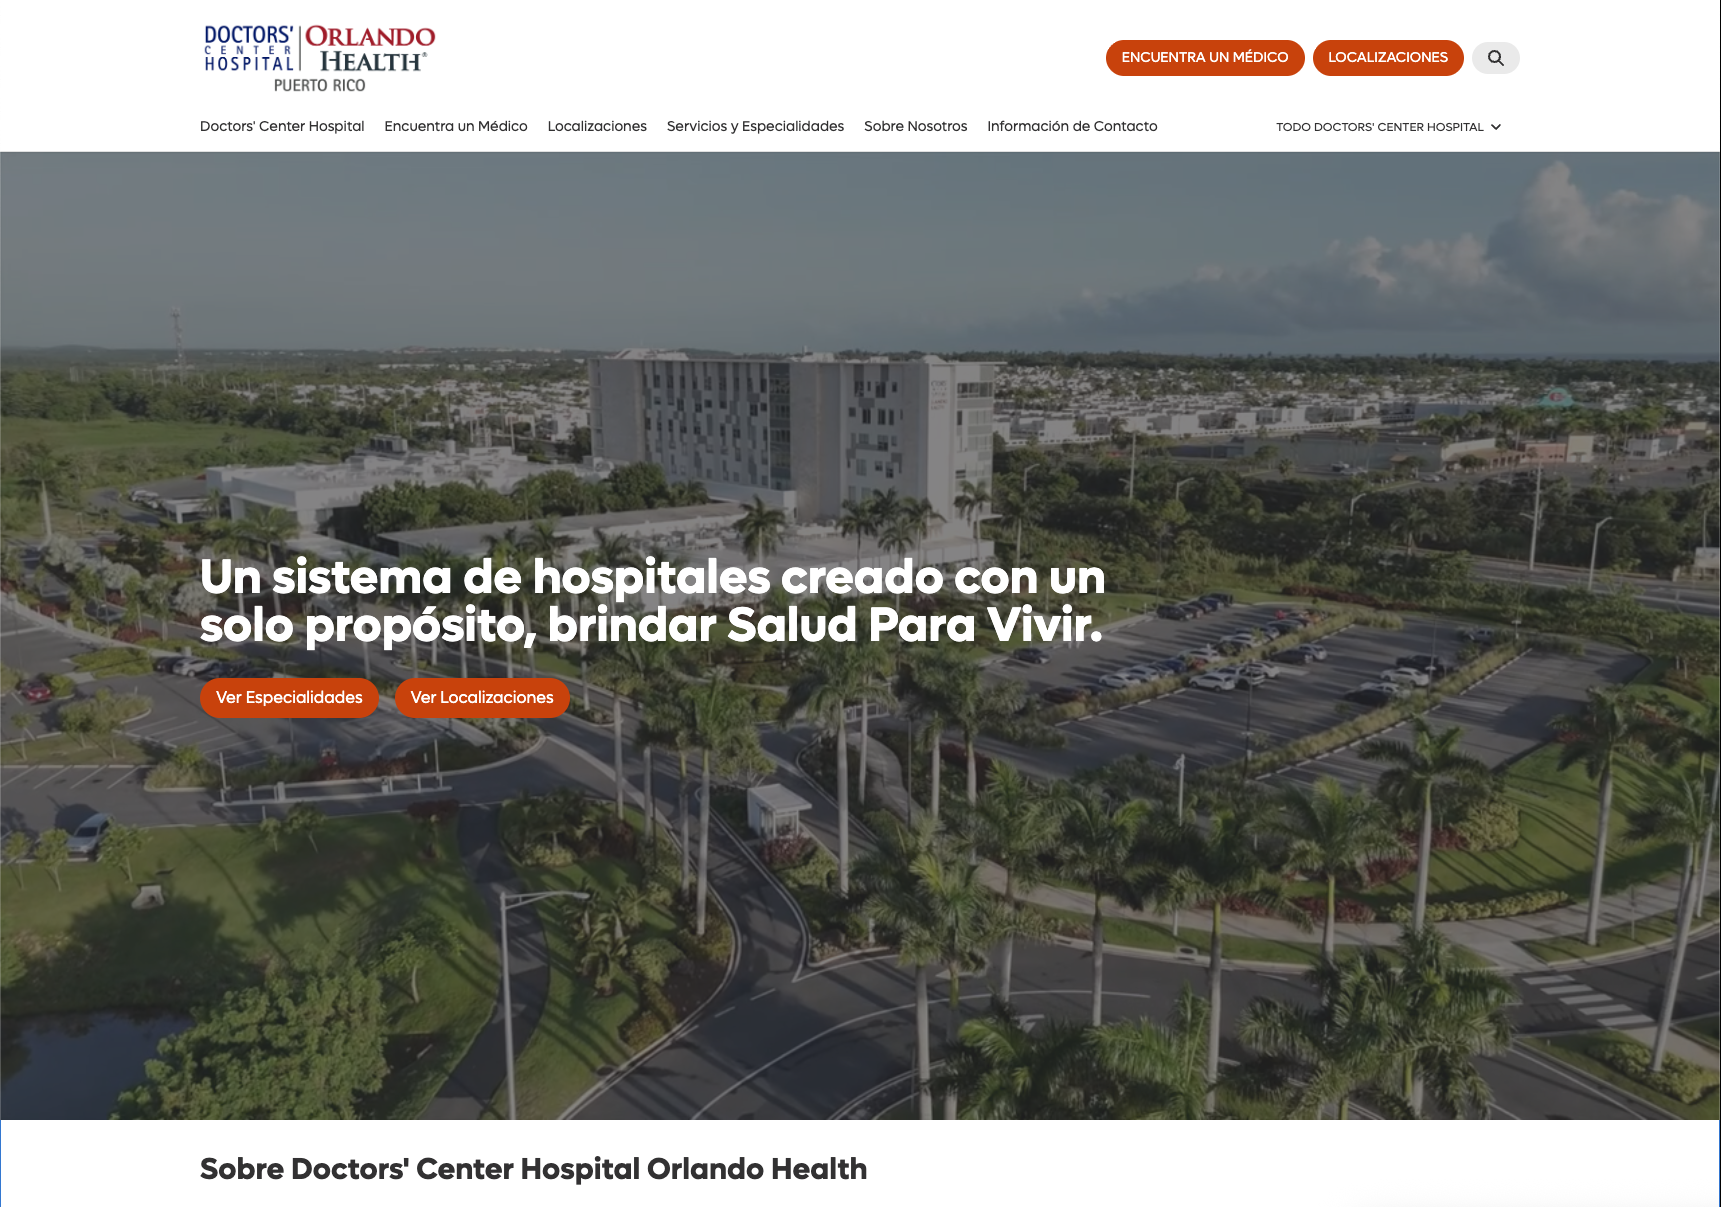 DOCTORS' CENTER HOSPITAL
ORLANDO HEALTH®
PUERTO RICO
ENCUENTRA UN MÉDICO
LOCALIZACIONES
Doctors' Center Hospital
Encuentra un Médico
Localizaciones
Servicios y Especialidades
Sobre Nosotros
Información de Contacto
TODO DOCTORS' CENTER HOSPITAL
Un sistema de hospitales creado con un
solo propósito, brindar Salud Para Vivir.
Ver Especialidades
Ver Localizaciones
Sobre Doctors' Center Hospital Orlando Health